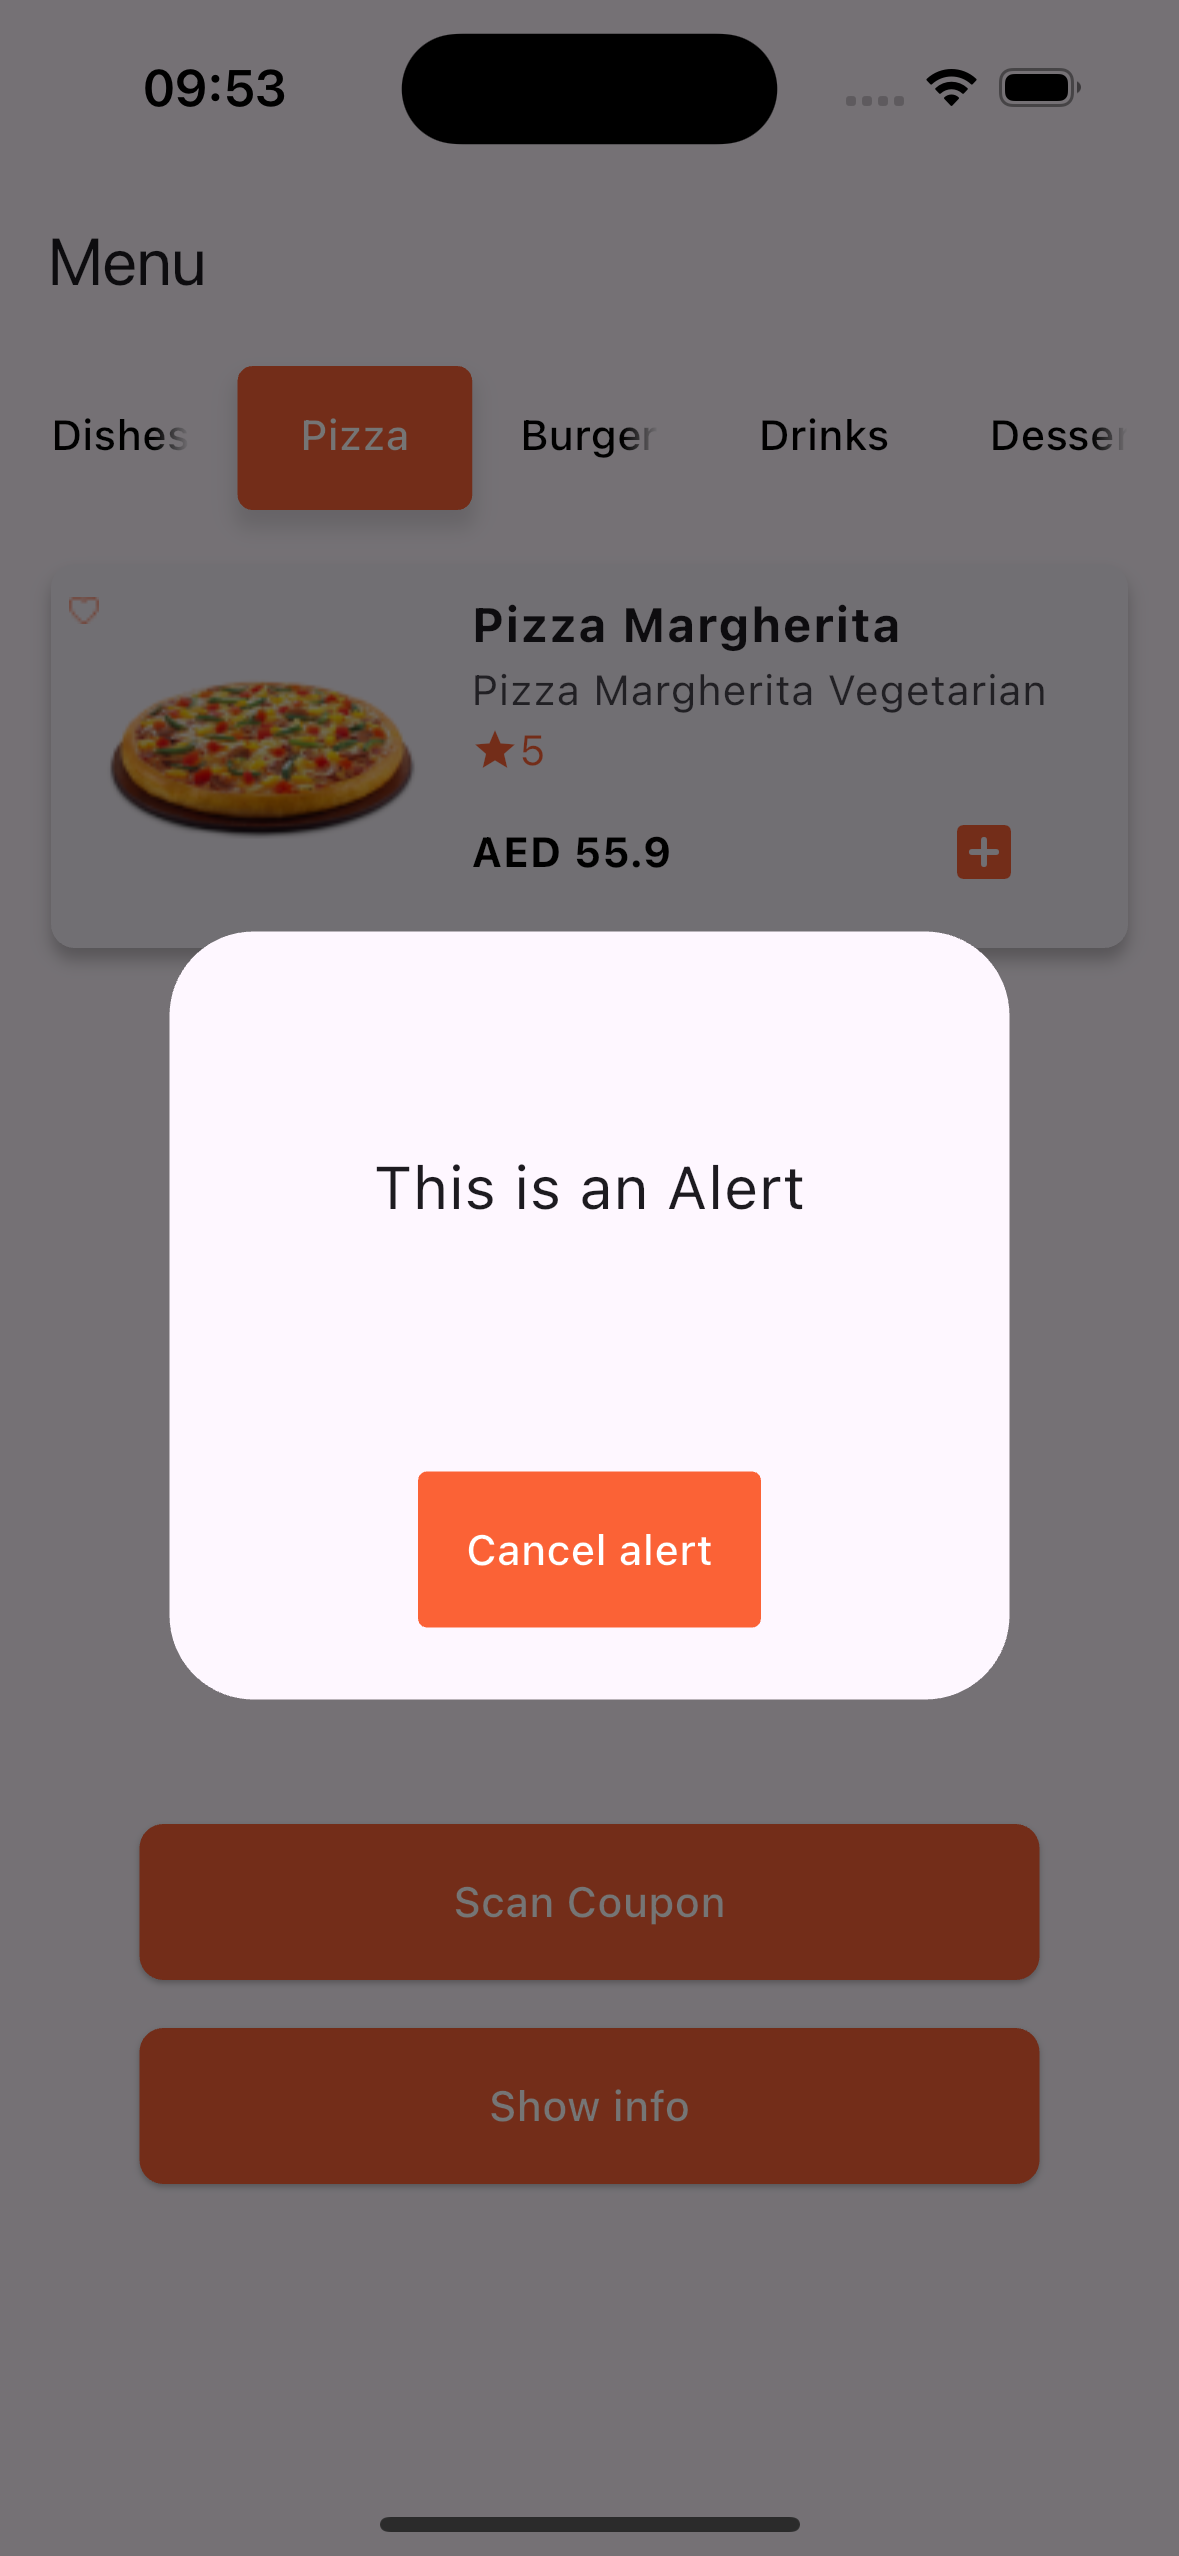 09:53
Menu
Dishes Pizza Burger Drinks Desser
Pizza Margherita
Pizza Margherita Vegetarian
5
AED 55.9
This is an Alert
Cancel alert
Scan Coupon
Show info